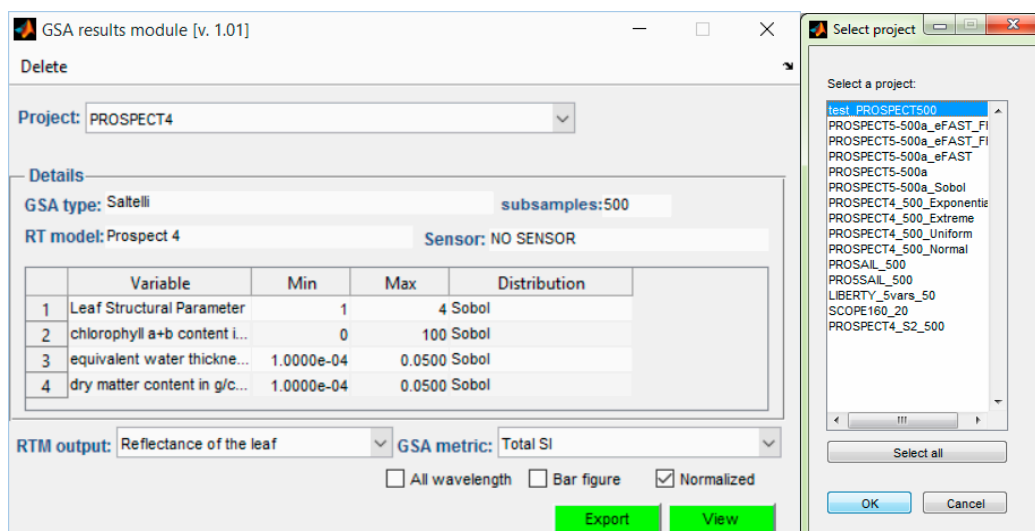 GSA results module [v. 1.01]
Delete
Project: PROSPECT4
Details
GSA type: Saltelli subsamples: 500
RT model: Prospect 4 Sensor: NO SENSOR
Variable Min Max Distribution
1 Leaf Structural Parameter 1 4 Sobol
2 chlorophyll a+b content i... 0 100 Sobol
3 equivalent water thickne... 1.0000e-04 0.0500 Sobol
4 dry matter content in g/c... 1.0000e-04 0.0500 Sobol
RTM output: Reflectance of the leaf GSA metric: Total SI
All wavelength Bar figure Normalized
Export View
Select project
Select a project:
test_PROSPECT500
PROSPECT5-500a_eFAST_FI
PROSPECT5-500a_eFAST_FI
PROSPECT5-500a_eFAST
PROSPECT5-500a
PROSPECT5-500a_Sobol
PROSPECT4_500_Exponentia
PROSPECT4_500_Extreme
PROSPECT4_500_Uniform
PROSPECT4_500_Normal
PROSAIL_500
PRO5SAIL_500
LIBERTY_5vars_50
SCOPE160_20
PROSPECT4_S2_500
Select all
OK Cancel